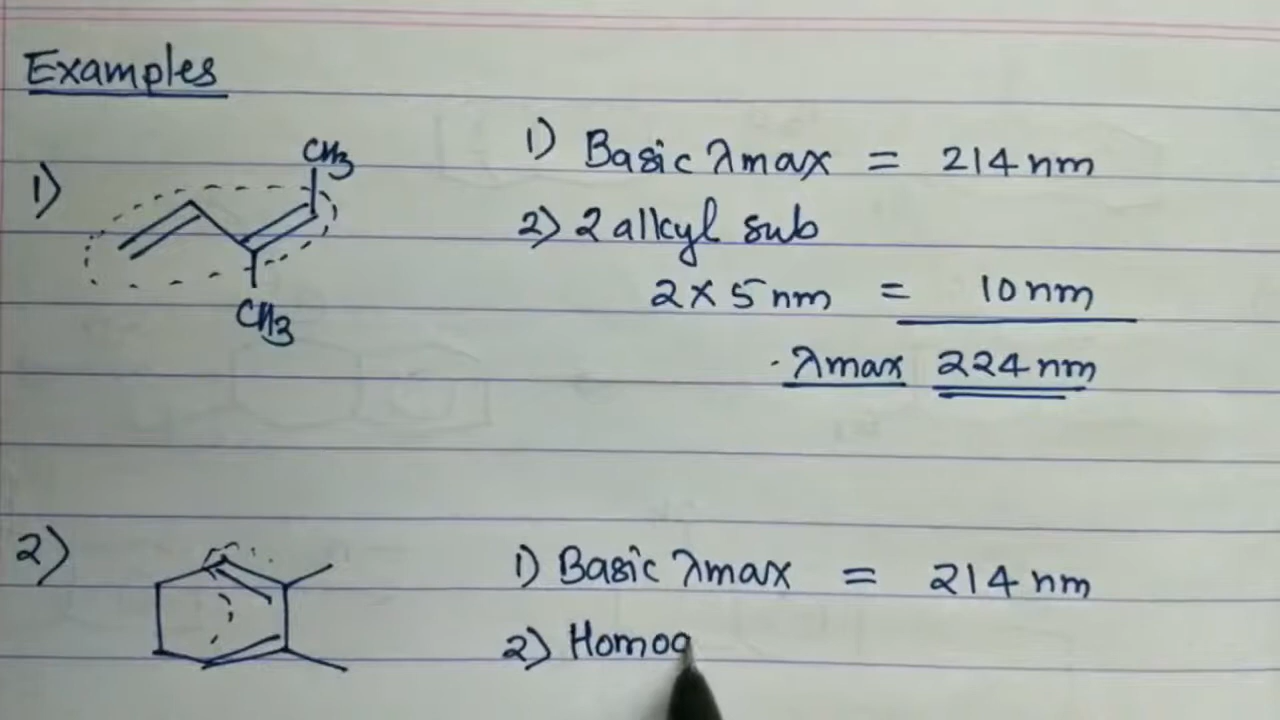 Examples
1)
CH3
CH3
1) Basic λmax = 214 nm
2) 2 alkyl sub
2 × 5 nm = 10 nm
λmax 224 nm
2)
1) Basic λmax = 214 nm
2) Homoa